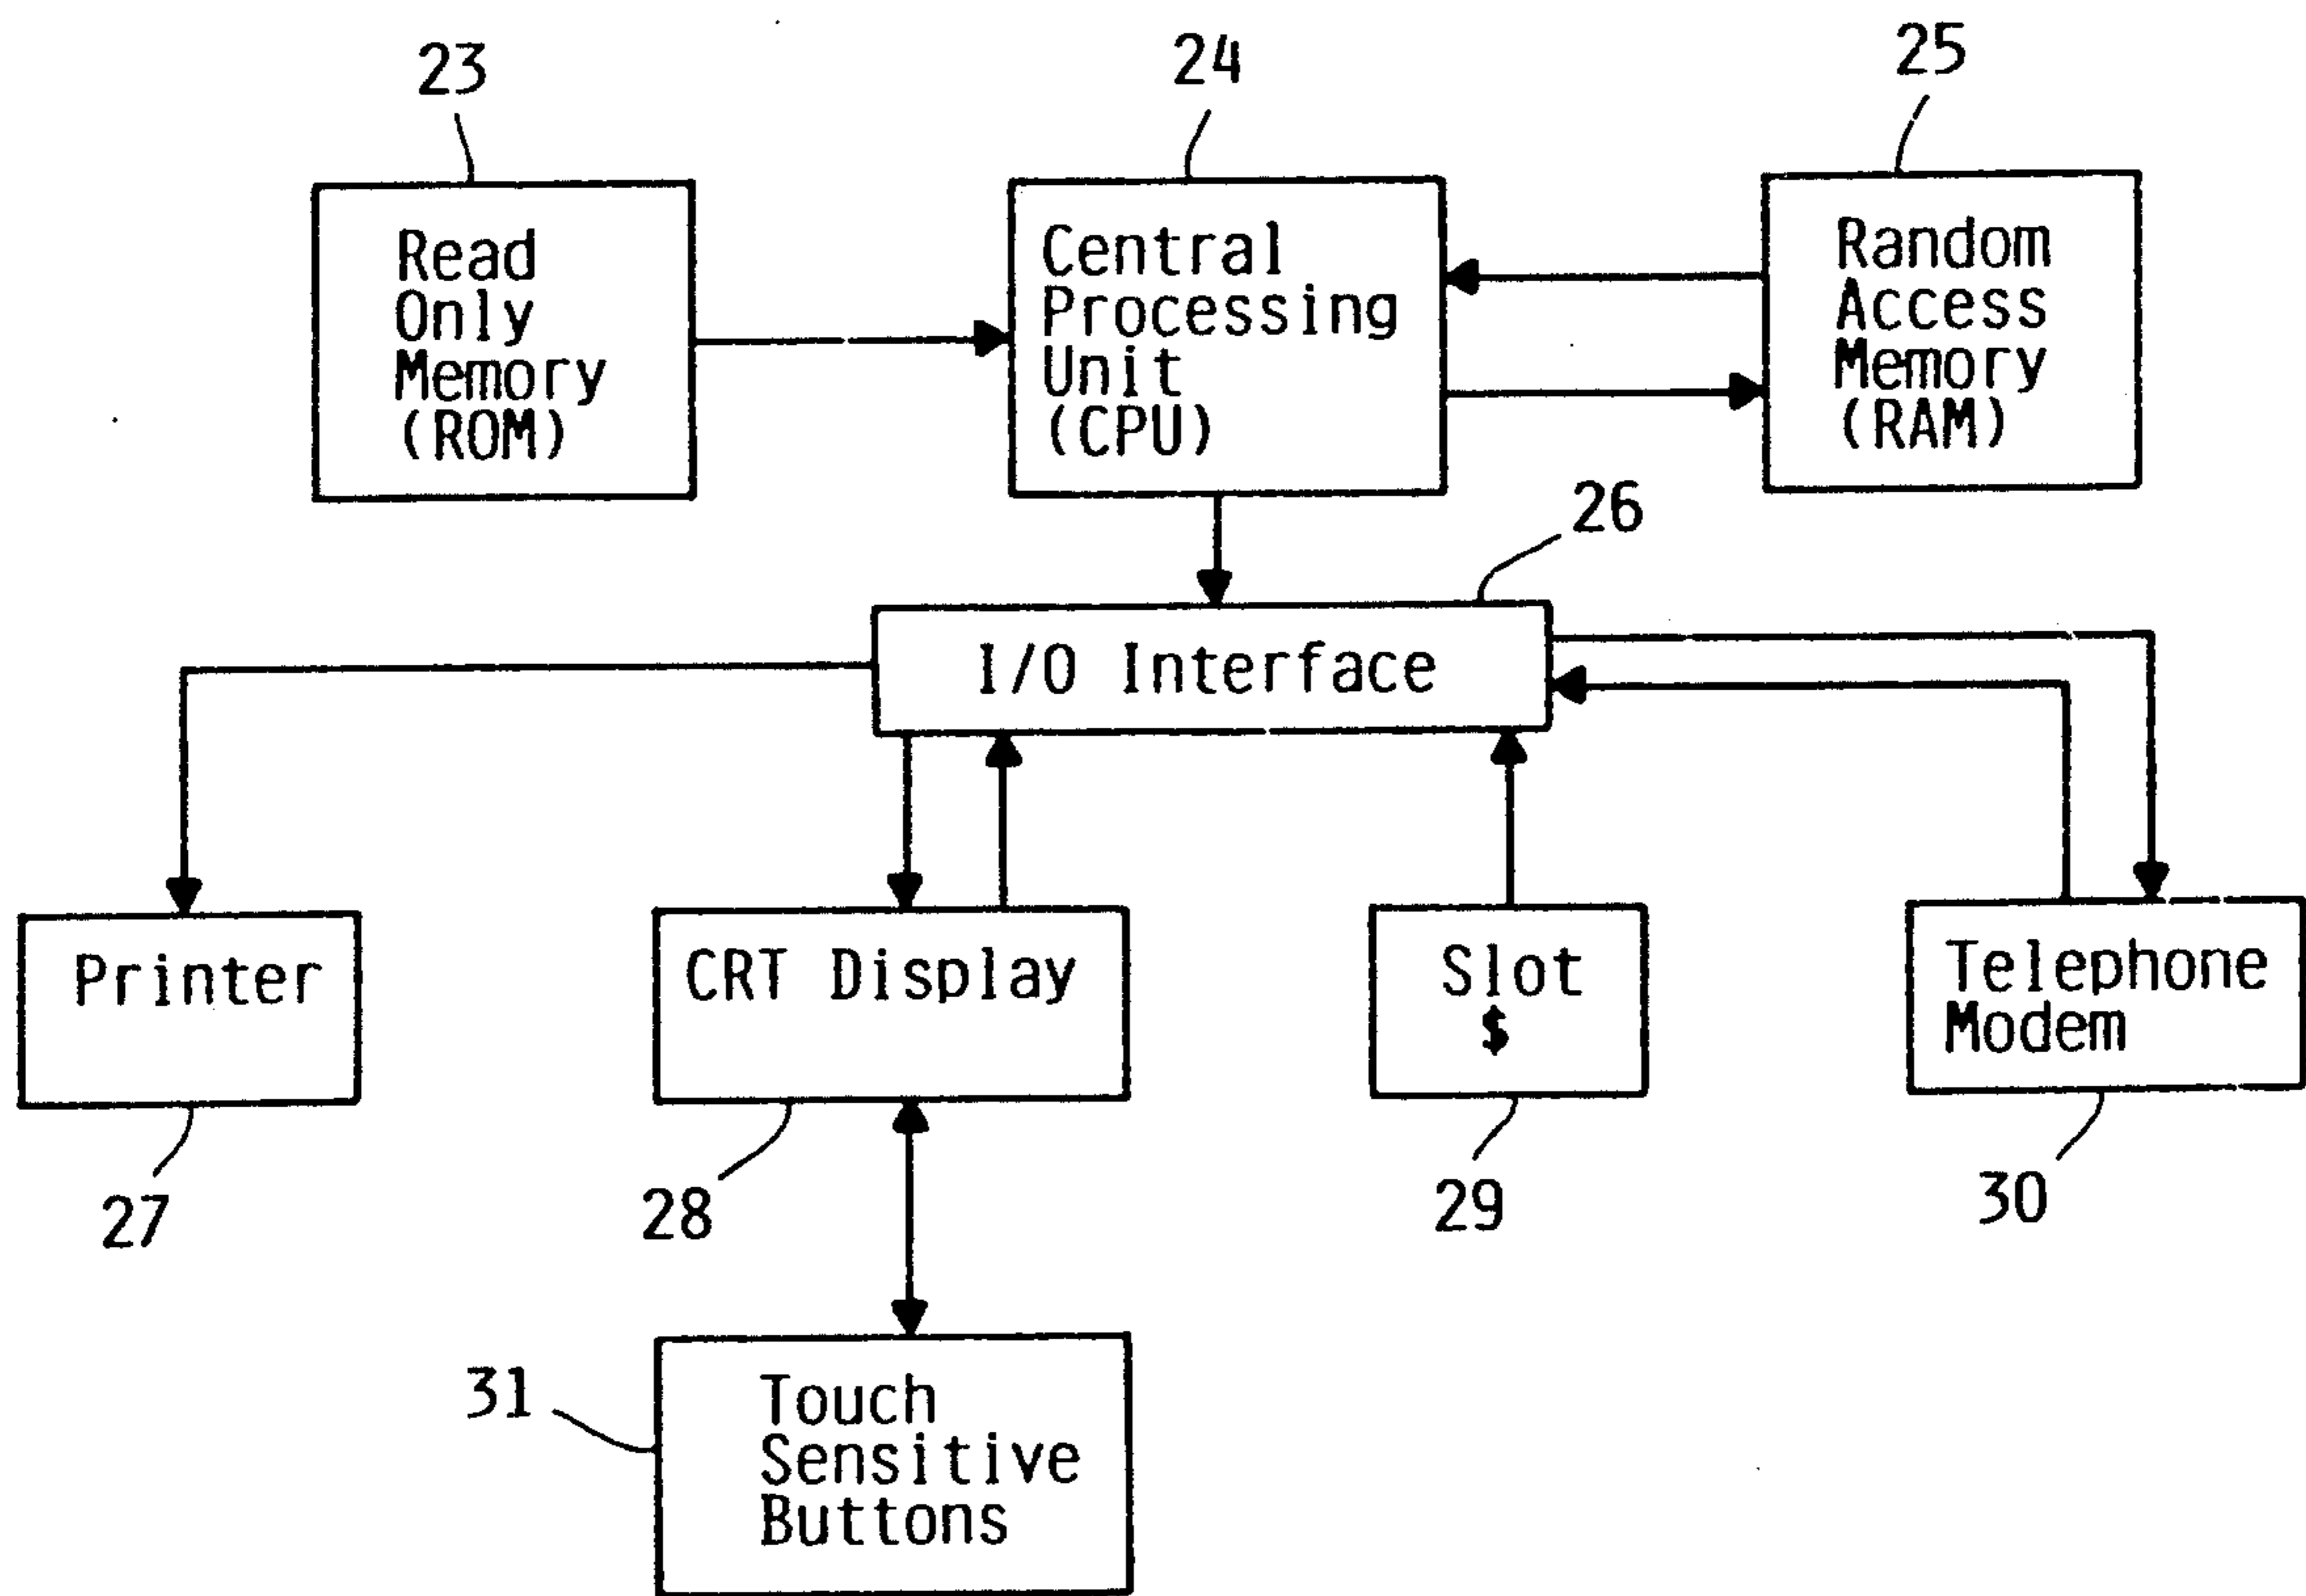 23
24
25
Read
Only
Memory
(ROM)
Central
Processing
Unit
(CPU)
Random
Access
Memory
(RAM)
26
I/O Interface
Printer
CRT Display
Slot
$
Telephone
Modem
27
28
29
30
31
Touch
Sensitive
Buttons